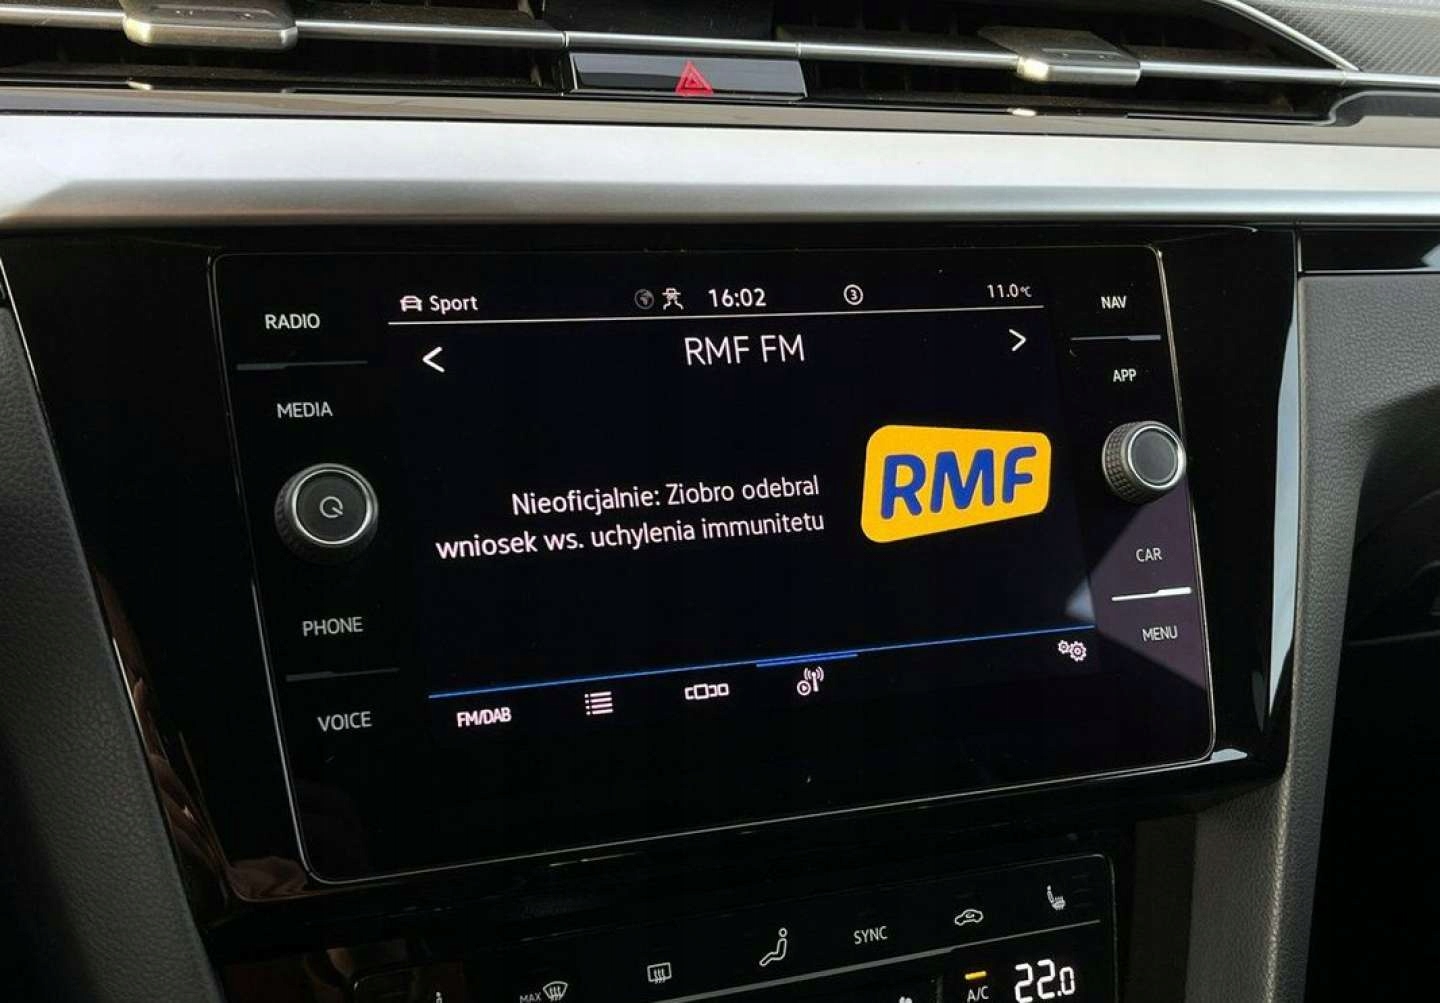 Sport
16:02
3
11.0°C
RADIO
NAV
RMF FM
APP
MEDIA
RMF
Nieoficjalnie: Ziobro odebrał
wniosek ws. uchylenia immunitetu
CAR
PHONE
MENU
VOICE
FM/DAB
SYNC
MAX
A/C
22.0